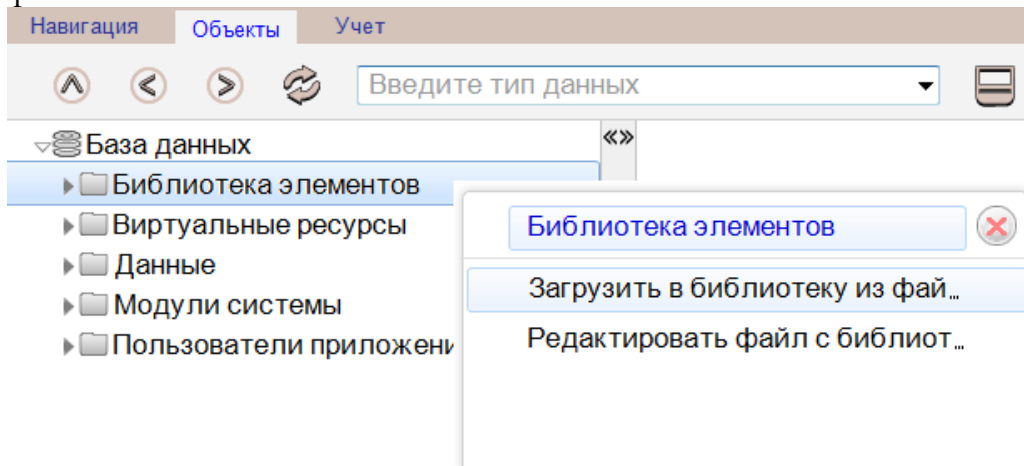 Навигация Объекты Учет
Введите тип данных
База данных
Библиотека элементов
Виртуальные ресурсы
Данные
Модули системы
Пользователи приложени
Библиотека элементов
Загрузить в библиотеку из фай...
Редактировать файл с библиот...